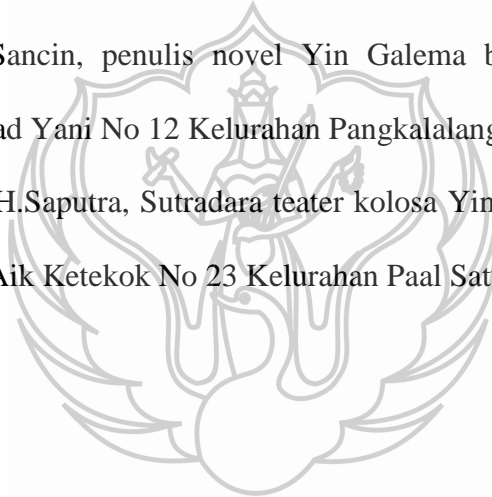 Sancin, penulis novel Yin Galema b
ad Yani No 12 Kelurahan Pangkalalang
H.Saputra, Sutradara teater kolosa Yin
Aik Ketekok No 23 Kelurahan Paal Sat